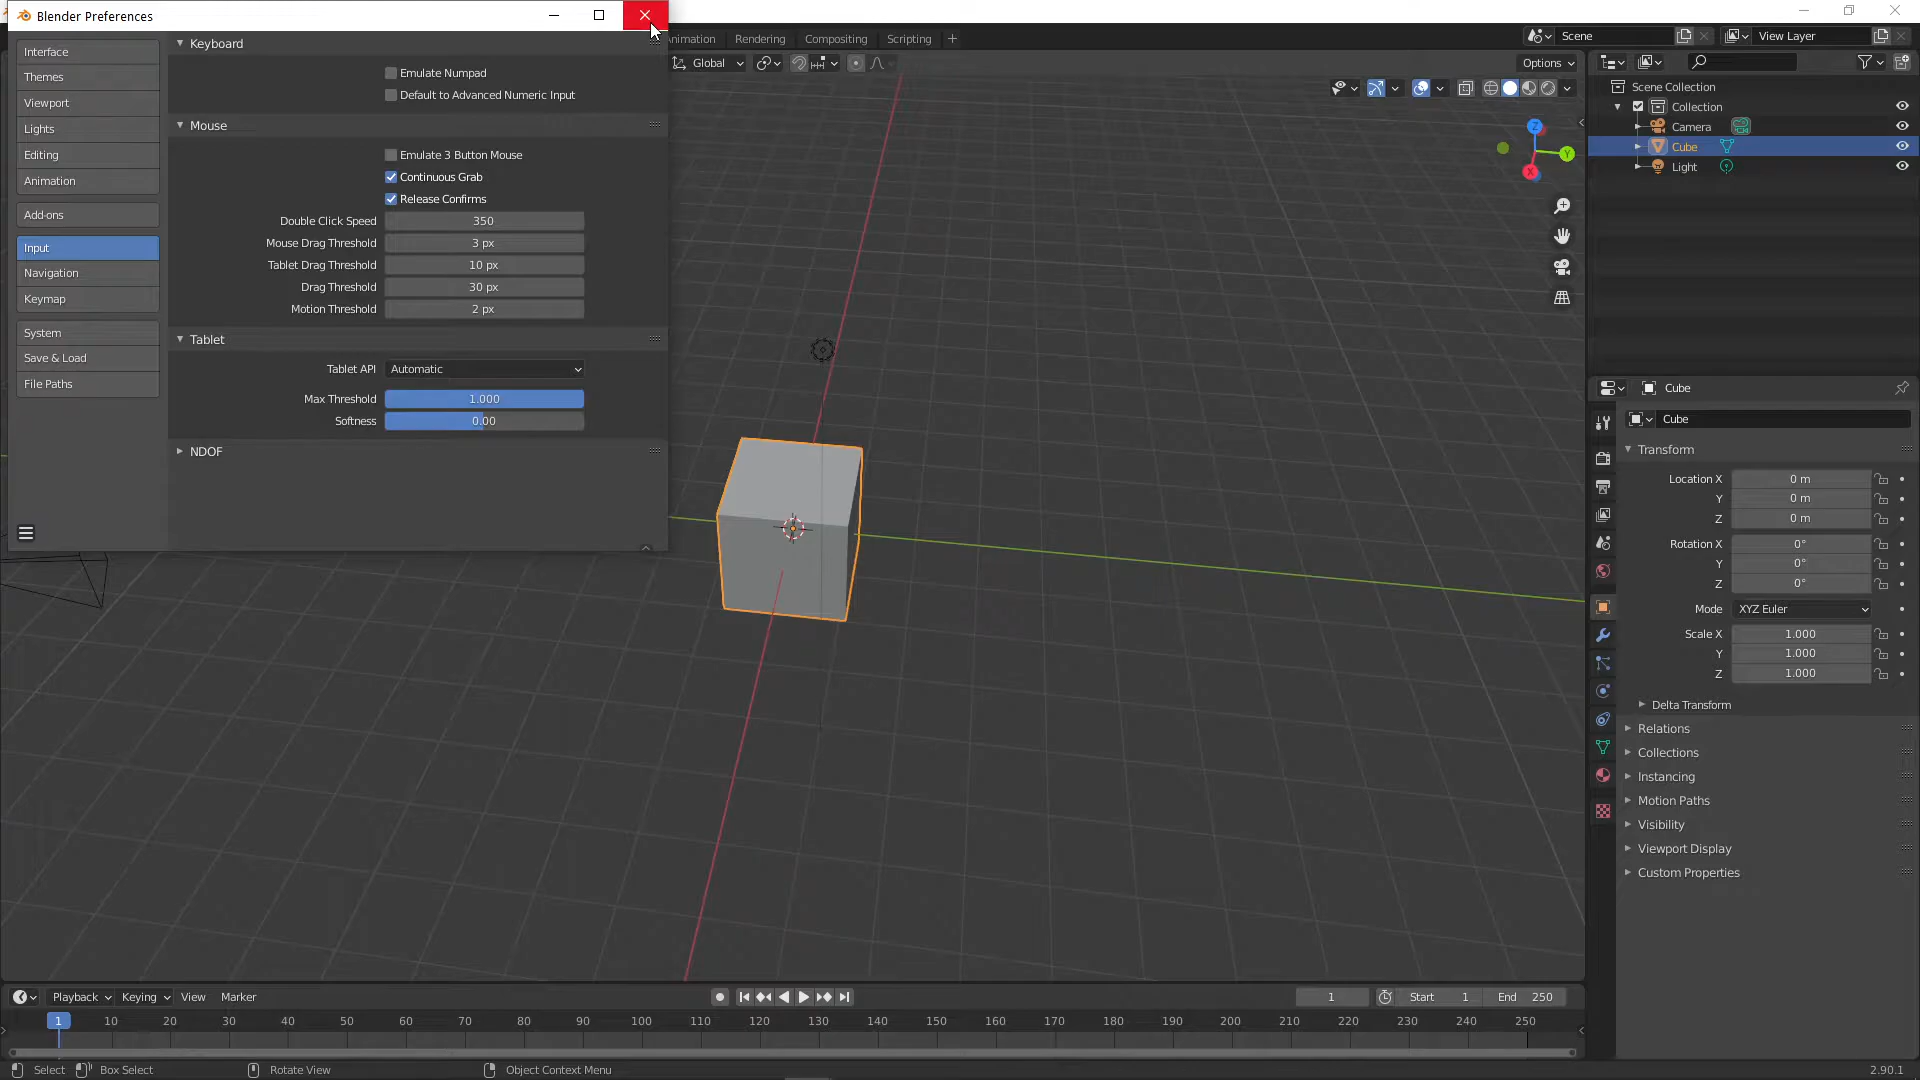 Blender Preferences
Interface
Themes
Viewport
Lights
Editing
Animation
Add-ons
Input
Navigation
Keymap
System
Save & Load
File Paths
Keyboard
Emulate Numpad
Default to Advanced Numeric Input
Mouse
Emulate 3 Button Mouse
Continuous Grab
Release Confirms
Double Click Speed 350
Mouse Drag Threshold 3 px
Tablet Drag Threshold 10 px
Drag Threshold 30 px
Motion Threshold 2 px
Tablet
Tablet API Automatic
Max Threshold 1.000
Softness 0.00
NDOF
Rendering Compositing Scripting
Scene View Layer
Global
Options
Z
Y
X
Scene Collection
Collection
Camera
Cube
Light
Cube
Cube
Transform
Location X 0 m
Y 0 m
Z 0 m
Rotation X 0°
Y 0°
Z 0°
Mode XYZ Euler
Scale X 1.000
Y 1.000
Z 1.000
Delta Transform
Relations
Collections
Instancing
Motion Paths
Visibility
Viewport Display
Custom Properties
Playback Keying View Marker 1 Start 1 End 250
1 10 20 30 40 50 60 70 80 90 100 110 120 130 140 150 160 170 180 190 200 210 220 230 240 250
Select Box Select Rotate View Object Context Menu 2.90.1